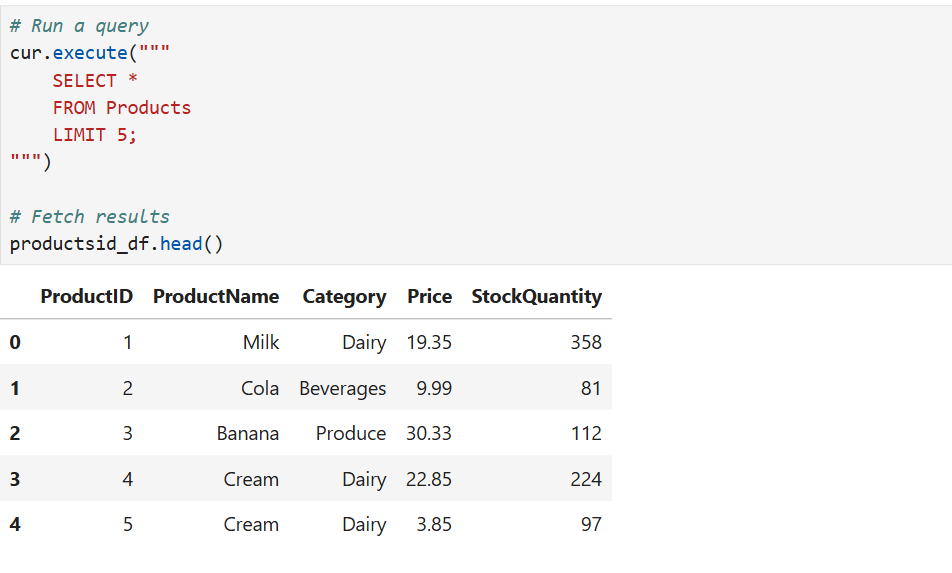 # Run a query
cur.execute("""
    SELECT *
    FROM Products
    LIMIT 5;
""")
# Fetch results
productsid_df.head()
ProductID ProductName Category Price StockQuantity
0 1 Milk Dairy 19.35 358
1 2 Cola Beverages 9.99 81
2 3 Banana Produce 30.33 112
3 4 Cream Dairy 22.85 224
4 5 Cream Dairy 3.85 97